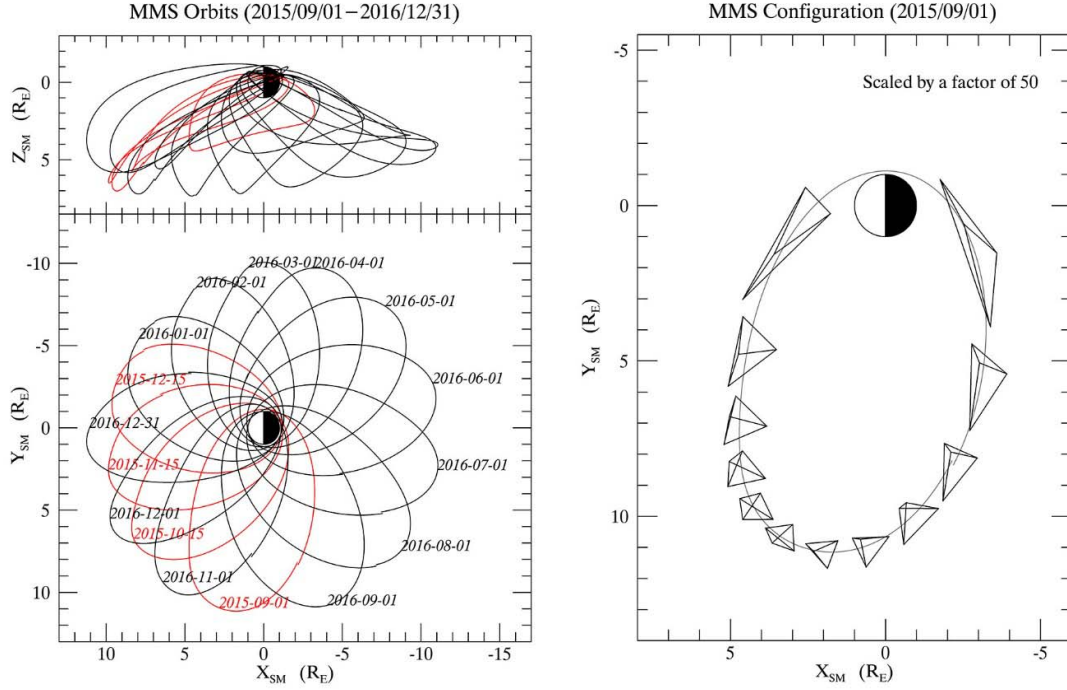 MMS Orbits (2015/09/01−2016/12/31)
0
5
Z_SM (R_E)
-10
-5
0
5
10
Y_SM (R_E)
2016-03-01
2016-04-01
2016-02-01
2016-05-01
2016-01-01
2015-12-15
2016-06-01
2016-12-31
2015-11-15
2016-07-01
2016-12-01
2015-10-15
2016-08-01
2016-11-01
2015-09-01
2016-09-01
10 5 0 -5 -10 -15
X_SM (R_E)
MMS Configuration (2015/09/01)
Scaled by a factor of 50
-5
0
5
10
Y_SM (R_E)
5 0 -5
X_SM (R_E)